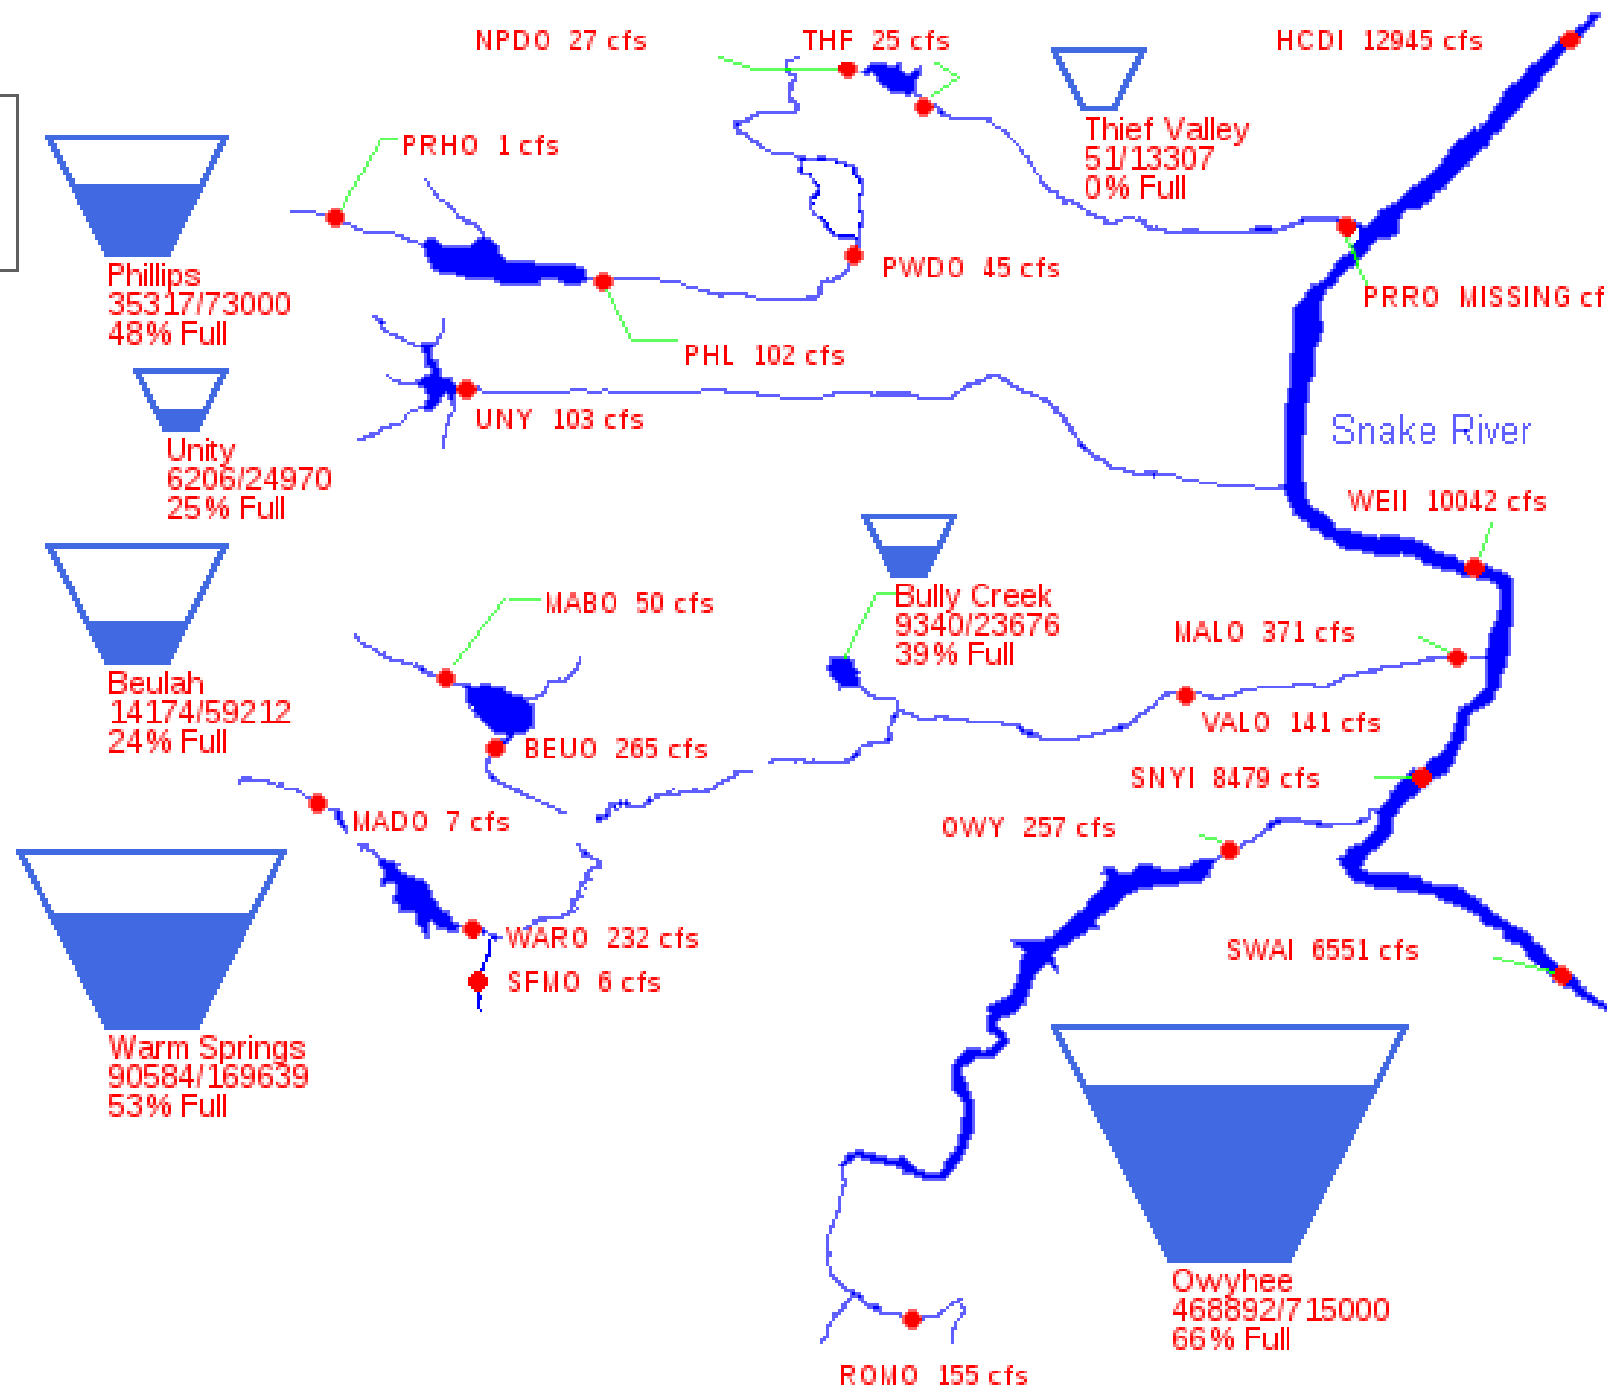 NPDO 27 cfs
THF 25 cfs
HCDI 12945 cfs
PRHO 1 cfs
Thief Valley
51/13307
0% Full
Phillips
35317/73000
48% Full
PWDO 45 cfs
PRRO MISSING cf
PHL 102 cfs
UNY 103 cfs
Snake River
Unity
6206/24970
25% Full
WEII 10042 cfs
MABO 50 cfs
Bully Creek
9340/23676
39% Full
MALO 371 cfs
Beulah
14174/59212
24% Full
BEUO 265 cfs
VALO 141 cfs
SNYI 8479 cfs
MADO 7 cfs
OWY 257 cfs
WARO 232 cfs
SFMO 6 cfs
SWAI 6551 cfs
Warm Springs
90584/169639
53% Full
Owyhee
468892/715000
66% Full
ROMO 155 cfs